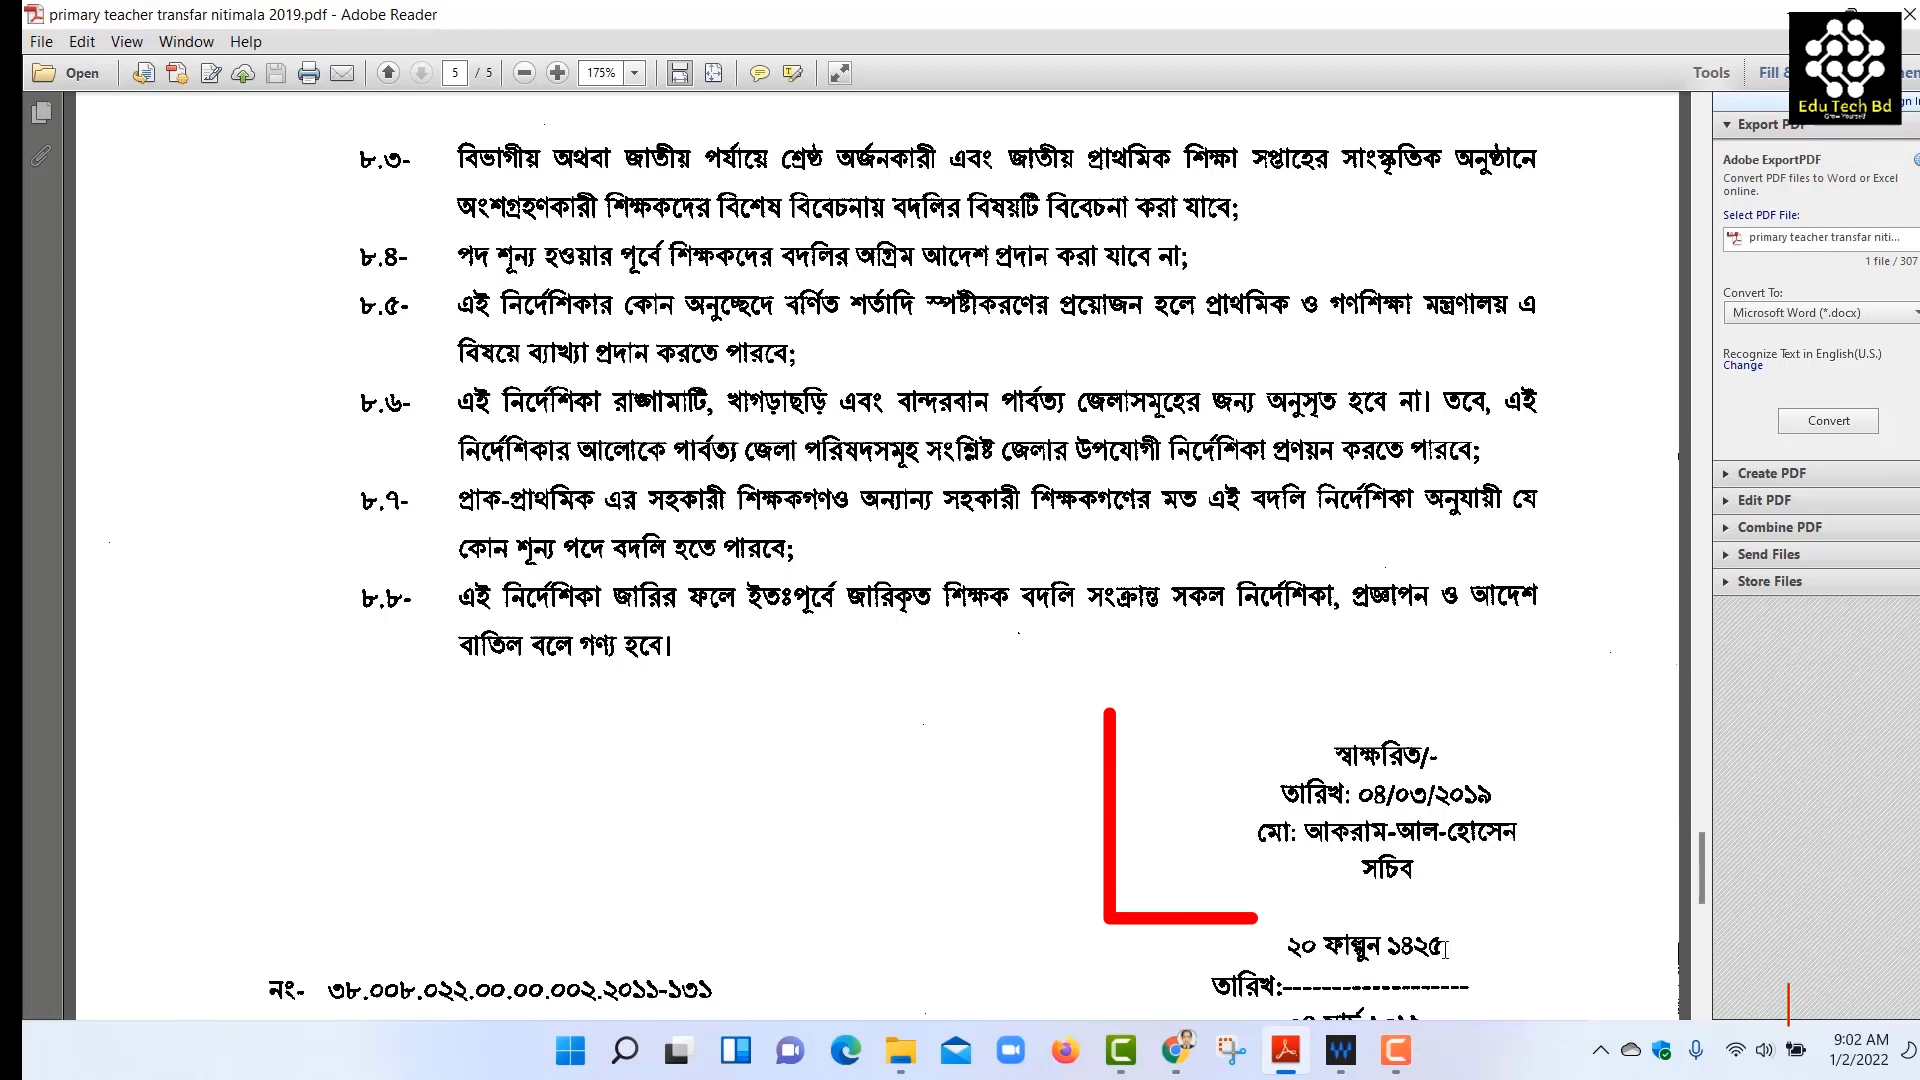 primary teacher transfar nitimala 2019.pdf - Adobe Reader
File Edit View Window Help
Open 5 / 5 175% Tools Fill &
Edu Tech Bd
Grow Yourself
৮.৩- বিভাগীয় অথবা জাতীয় পর্যায়ে শ্রেষ্ঠ অর্জনকারী এবং জাতীয় প্রাথমিক শিক্ষা সপ্তাহের সাংস্কৃতিক অনুষ্ঠানে
অংশগ্রহণকারী শিক্ষকদের বিশেষ বিবেচনায় বদলির বিষয়টি বিবেচনা করা যাবে;
৮.৪- পদ শূন্য হওয়ার পূর্বে শিক্ষকদের বদলির অগ্রিম আদেশ প্রদান করা যাবে না;
৮.৫- এই নির্দেশিকার কোন অনুচ্ছেদে বর্ণিত শর্তাদি স্পষ্টীকরণের প্রয়োজন হলে প্রাথমিক ও গণশিক্ষা মন্ত্রণালয় এ
বিষয়ে ব্যাখ্যা প্রদান করতে পারবে;
৮.৬- এই নির্দেশিকা রাঙ্গামাটি, খাগড়াছড়ি এবং বান্দরবান পার্বত্য জেলাসমূহের জন্য অনুসৃত হবে না। তবে, এই
নির্দেশিকার আলোকে পার্বত্য জেলা পরিষদসমূহ সংশ্লিষ্ট জেলার উপযোগী নির্দেশিকা প্রণয়ন করতে পারবে;
৮.৭- প্রাক-প্রাথমিক এর সহকারী শিক্ষকগণও অন্যান্য সহকারী শিক্ষকগণের মত এই বদলি নির্দেশিকা অনুযায়ী যে
কোন শূন্য পদে বদলি হতে পারবে;
৮.৮- এই নির্দেশিকা জারির ফলে ইতঃপূর্বে জারিকৃত শিক্ষক বদলি সংক্রান্ত সকল নির্দেশিকা, প্রজ্ঞাপন ও আদেশ
বাতিল বলে গণ্য হবে।
স্বাক্ষরিত/-
তারিখ: ০৪/০৩/২০১৯
মো: আকরাম-আল-হোসেন
সচিব
২০ ফাল্গুন ১৪২৫
নং- ৩৮.০০৮.০২২.০০.০০.০০২.২০১১-১৩১ তারিখ:-------------------
Export PDF
Adobe ExportPDF
Convert PDF files to Word or Excel
online.
Select PDF File:
primary teacher transfar niti...
1 file / 307
Convert To:
Microsoft Word (*.docx)
Recognize Text in English(U.S.)
Change
Convert
Create PDF
Edit PDF
Combine PDF
Send Files
Store Files
9:02 AM
1/2/2022